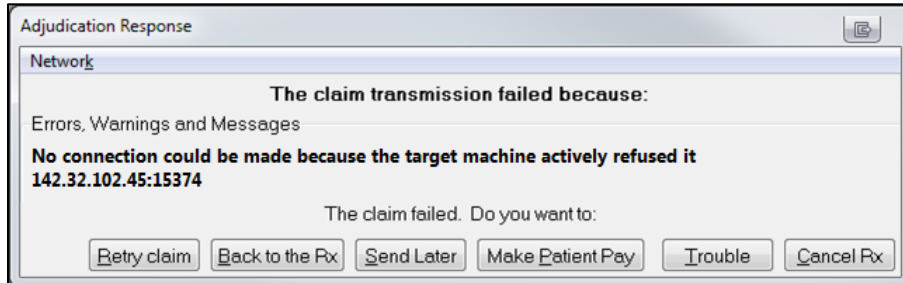 Adjudication Response
Network
The claim transmission failed because:
Errors, Warnings and Messages
No connection could be made because the target machine actively refused it
142.32.102.45:15374
The claim failed. Do you want to:
Retry claim Back to the Rx Send Later Make Patient Pay Trouble Cancel Rx